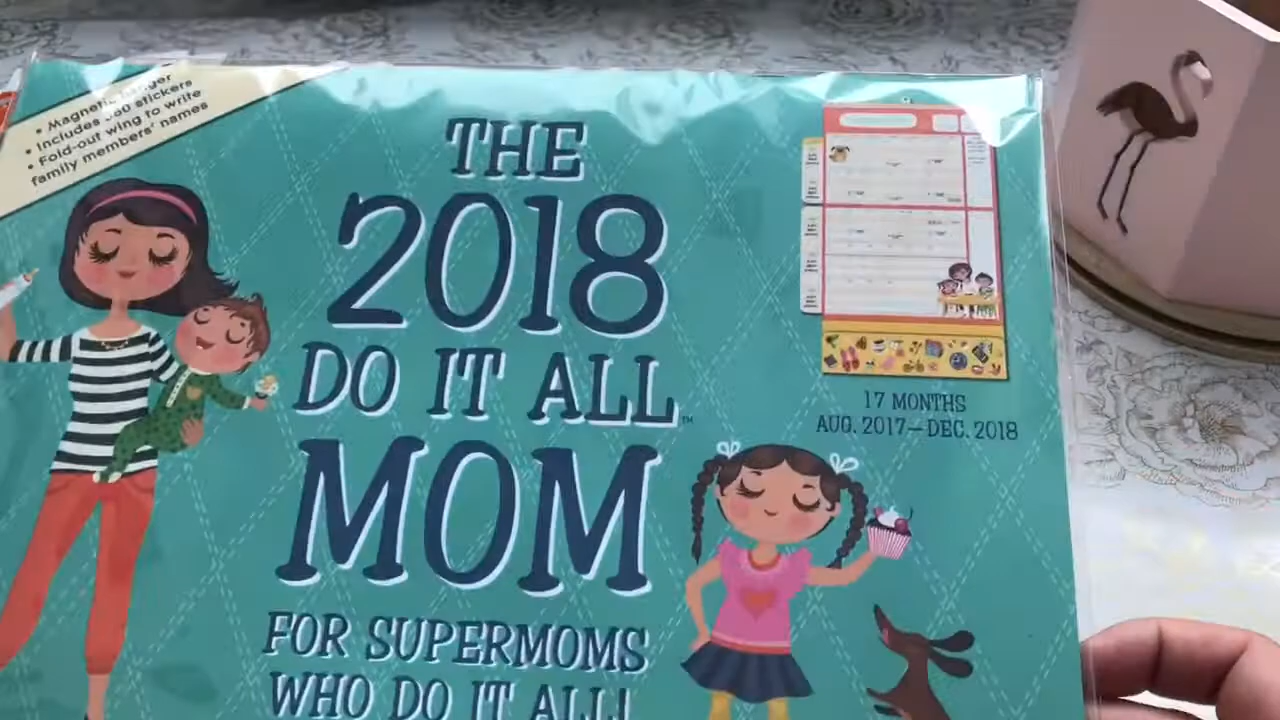 • Magnetic hanger
• Includes stickers
• Fold-out wing to write
family members' names
THE
2018
DO IT ALL™
MOM
FOR SUPERMOMS
WHO DO IT ALL!
17 MONTHS
AUG. 2017—DEC. 2018